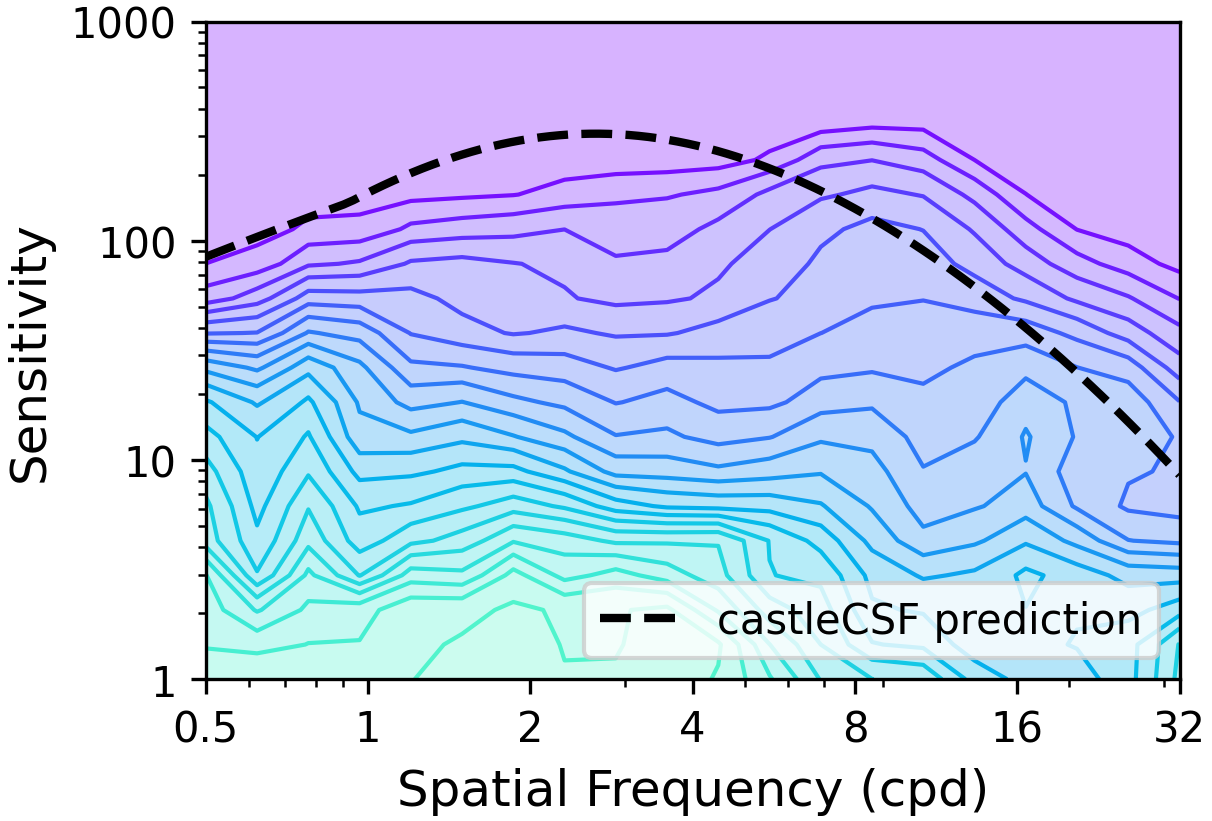 1000
100
10
1
Sensitivity
castleCSF prediction
0.5 1 2 4 8 16 32
Spatial Frequency (cpd)